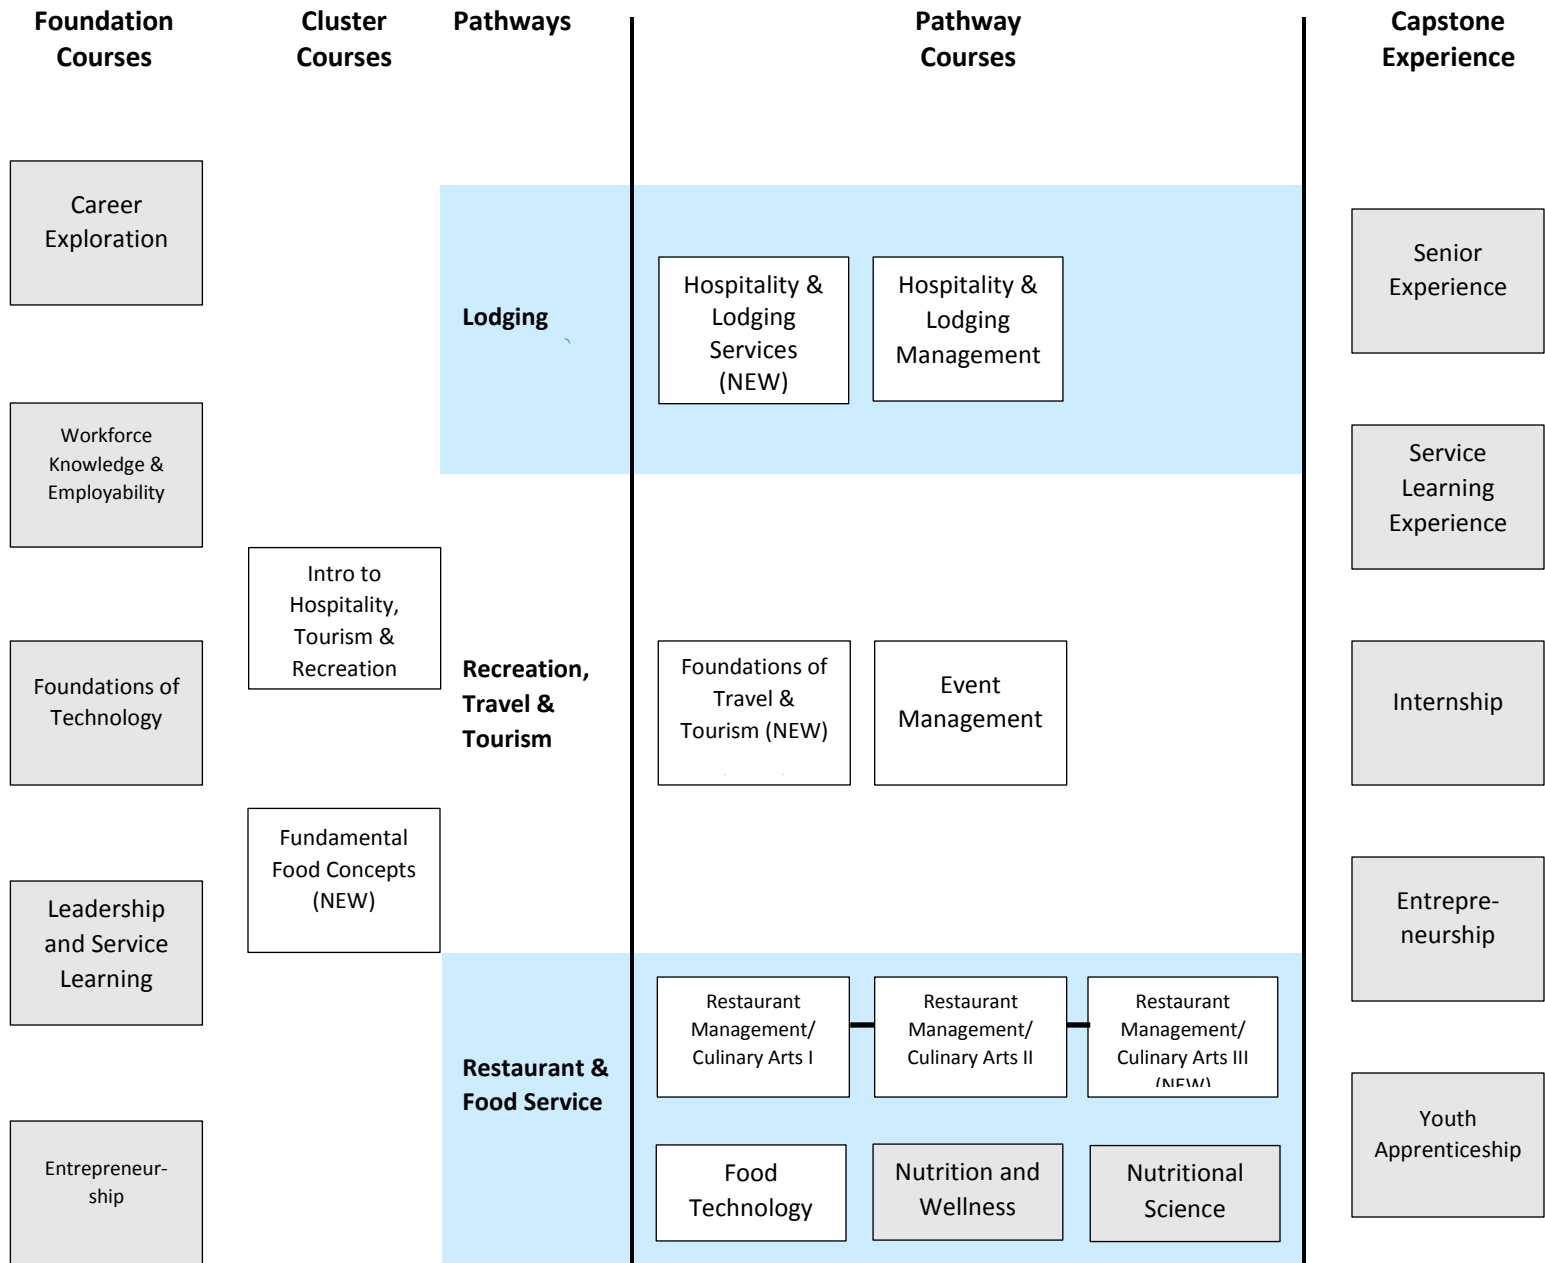 Foundation
Courses
Cluster
Courses
Pathways
Pathway
Courses
Capstone
Experience
Career
Exploration
Workforce
Knowledge &
Employability
Foundations of
Technology
Leadership
and Service
Learning
Entrepreneur-
ship
Intro to
Hospitality,
Tourism &
Recreation
Fundamental
Food Concepts
(NEW)
Lodging
Hospitality &
Lodging
Services
(NEW)
Hospitality &
Lodging
Management
Recreation,
Travel &
Tourism
Foundations of
Travel &
Tourism (NEW)
Event
Management
Restaurant &
Food Service
Restaurant
Management/
Culinary Arts I
Restaurant
Management/
Culinary Arts II
Restaurant
Management/
Culinary Arts III
(NEW)
Food
Technology
Nutrition and
Wellness
Nutritional
Science
Senior
Experience
Service
Learning
Experience
Internship
Entrepre-
neurship
Youth
Apprenticeship